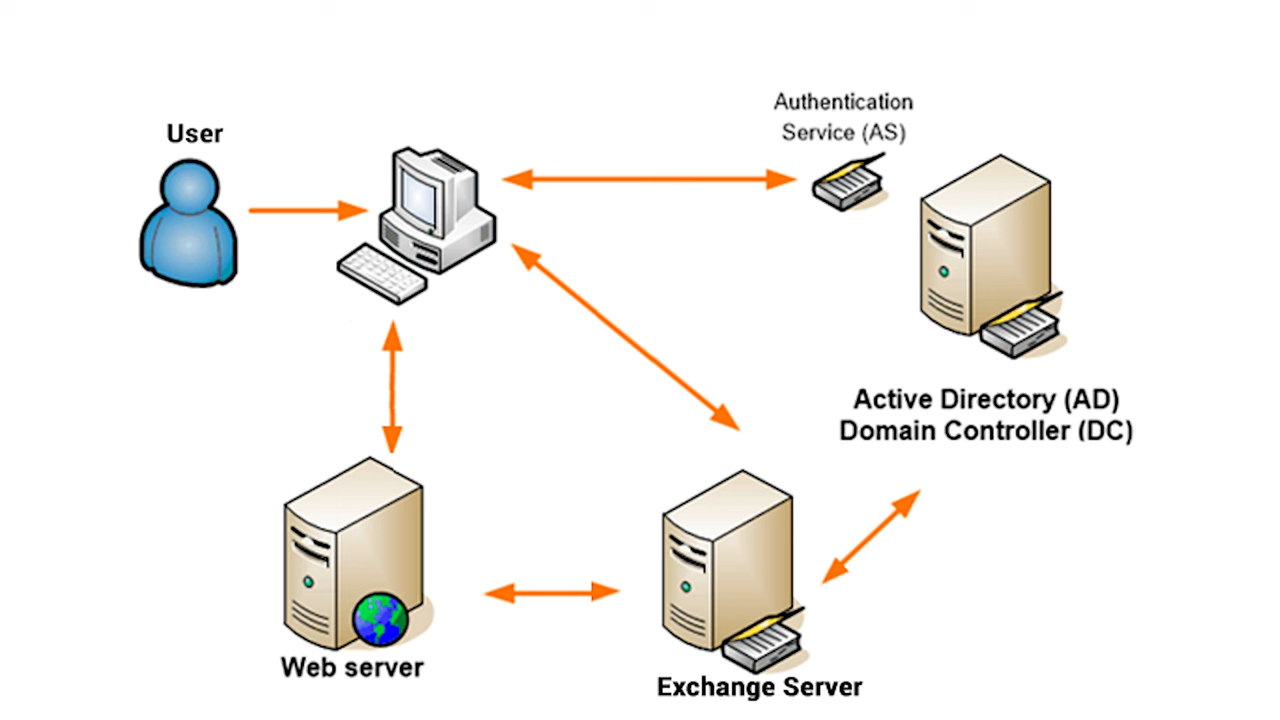 Authentication
Service (AS)
User
Active Directory (AD)
Domain Controller (DC)
Web server
Exchange Server